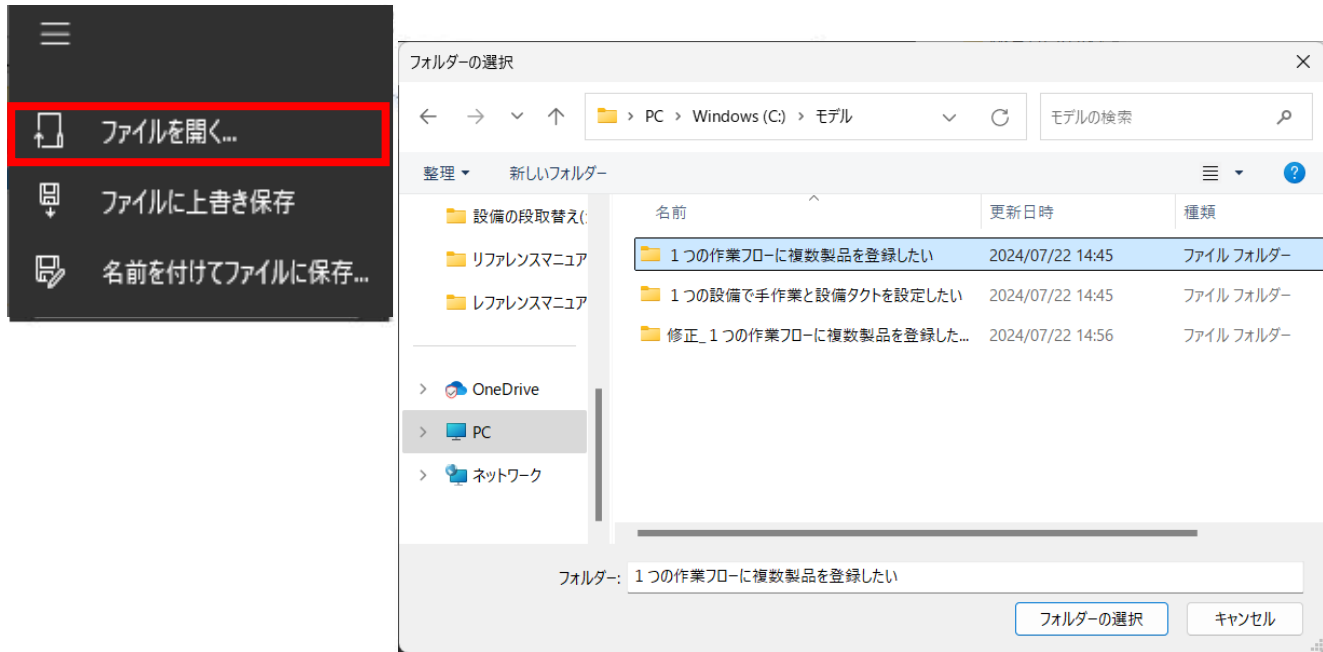 ファイルを開く...
ファイルに上書き保存
名前を付けてファイルに保存...
フォルダーの選択
PC › Windows (C:) › モデル
モデルの検索
整理
新しいフォルダー
設備の段取替え(
リファレンスマニュア
レファレンスマニュア
OneDrive
PC
ネットワーク
名前 更新日時 種類
１つの作業フローに複数製品を登録したい 2024/07/22 14:45 ファイル フォルダー
１つの設備で手作業と設備タクトを設定したい 2024/07/22 14:45 ファイル フォルダー
修正_１つの作業フローに複数製品を登録した... 2024/07/22 14:56 ファイル フォルダー
フォルダー: １つの作業フローに複数製品を登録したい
フォルダーの選択 キャンセル